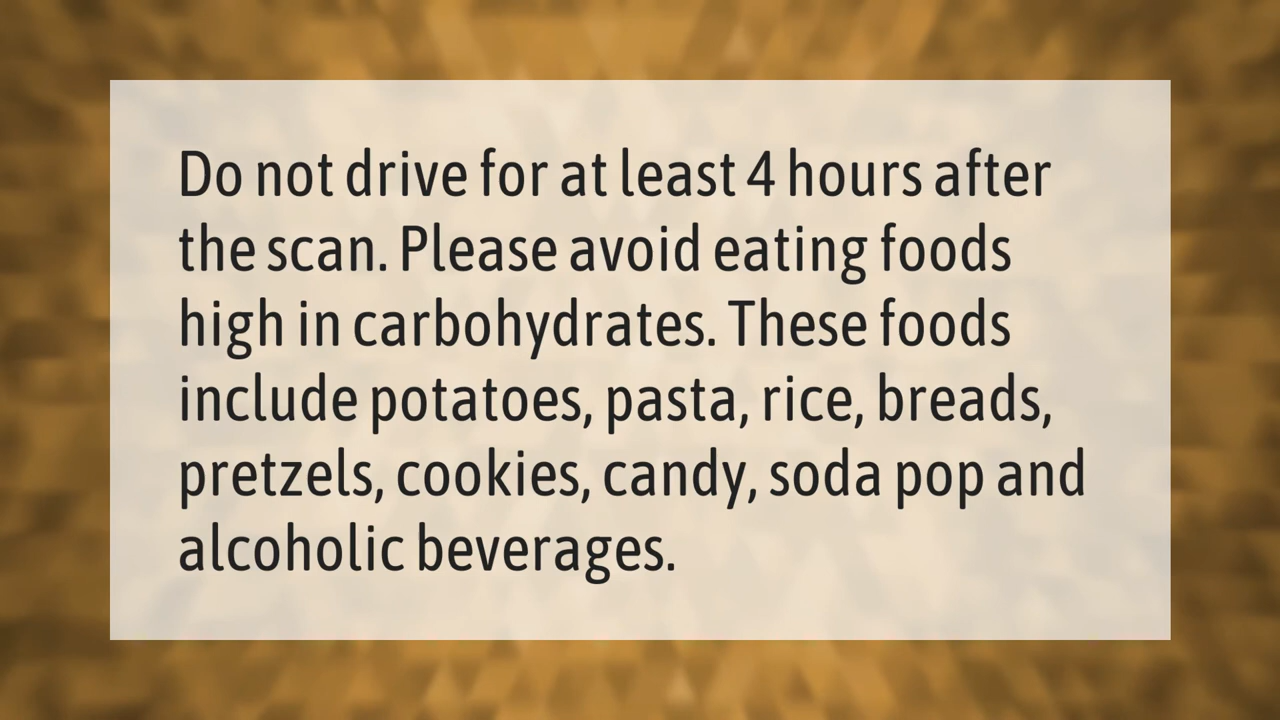 Do not drive for at least 4 hours after
the scan. Please avoid eating foods
high in carbohydrates. These foods
include potatoes, pasta, rice, breads,
pretzels, cookies, candy, soda pop and
alcoholic beverages.